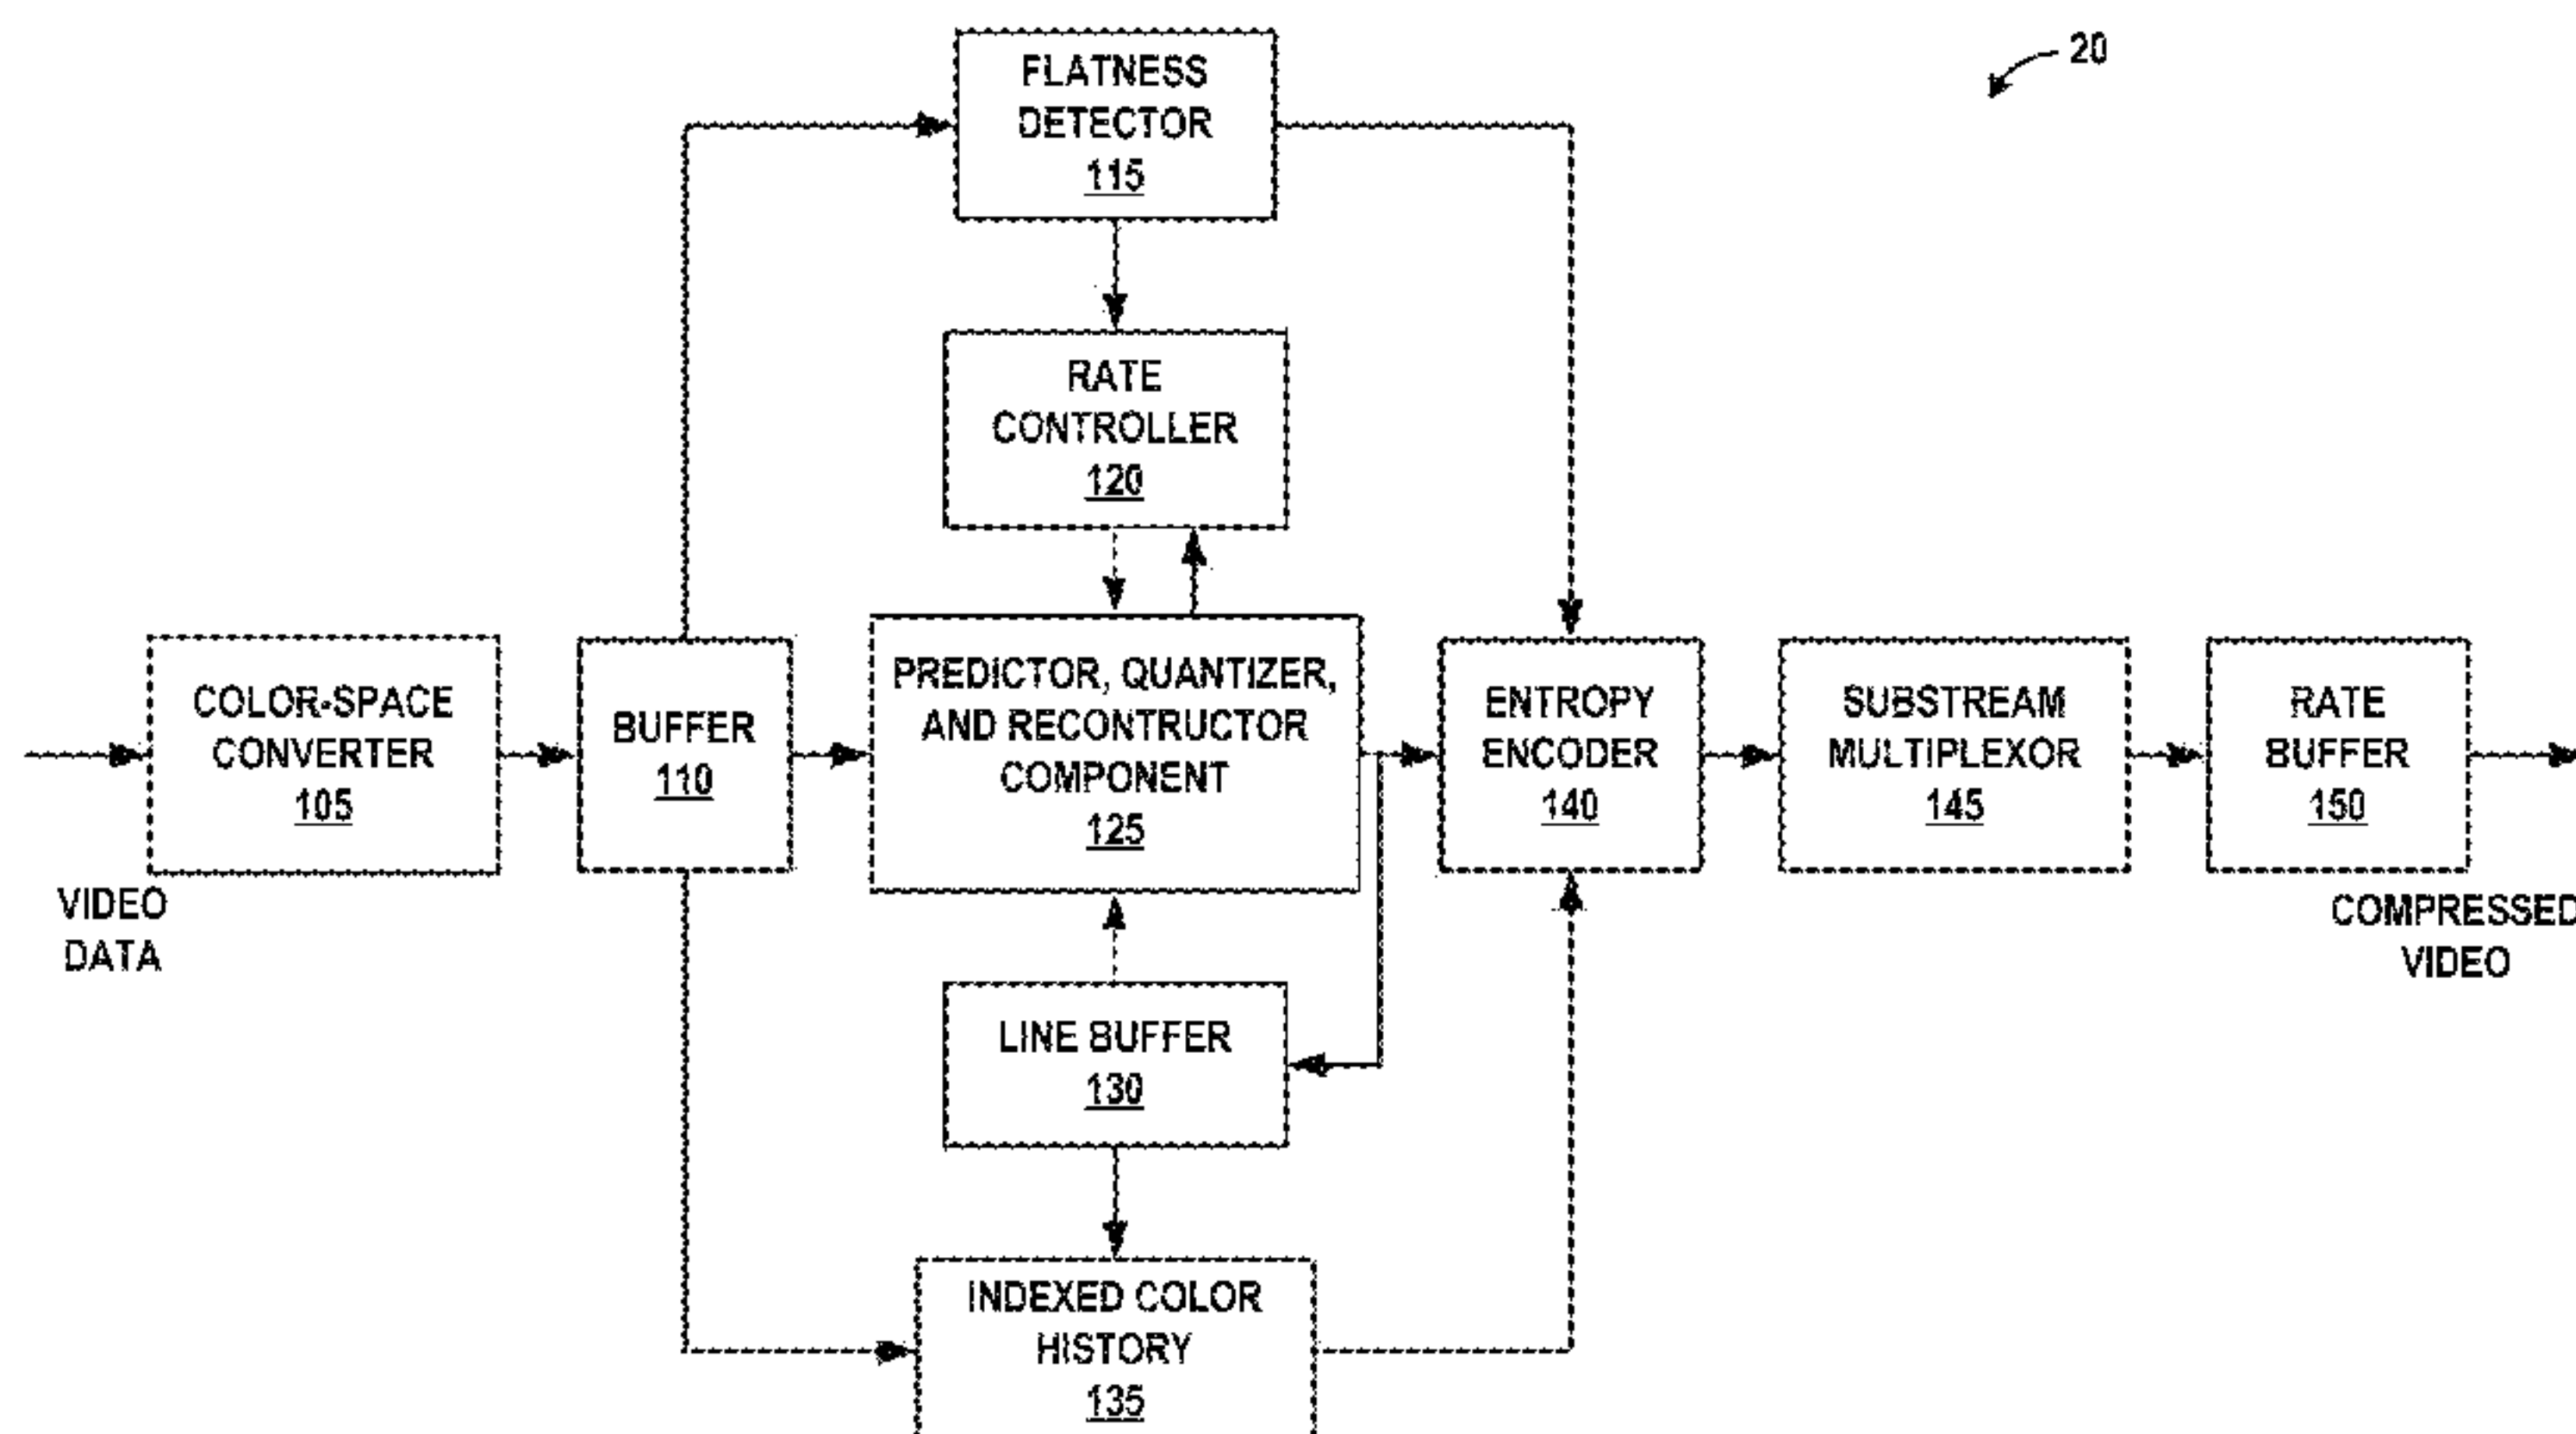 20
FLATNESS
DETECTOR
115
RATE
CONTROLLER
120
COLOR-SPACE
CONVERTER
105
BUFFER
110
PREDICTOR, QUANTIZER,
AND RECONTRUCTOR
COMPONENT
125
ENTROPY
ENCODER
140
SUBSTREAM
MULTIPLEXOR
145
RATE
BUFFER
150
VIDEO
DATA
COMPRESSED
VIDEO
LINE BUFFER
130
INDEXED COLOR
HISTORY
135